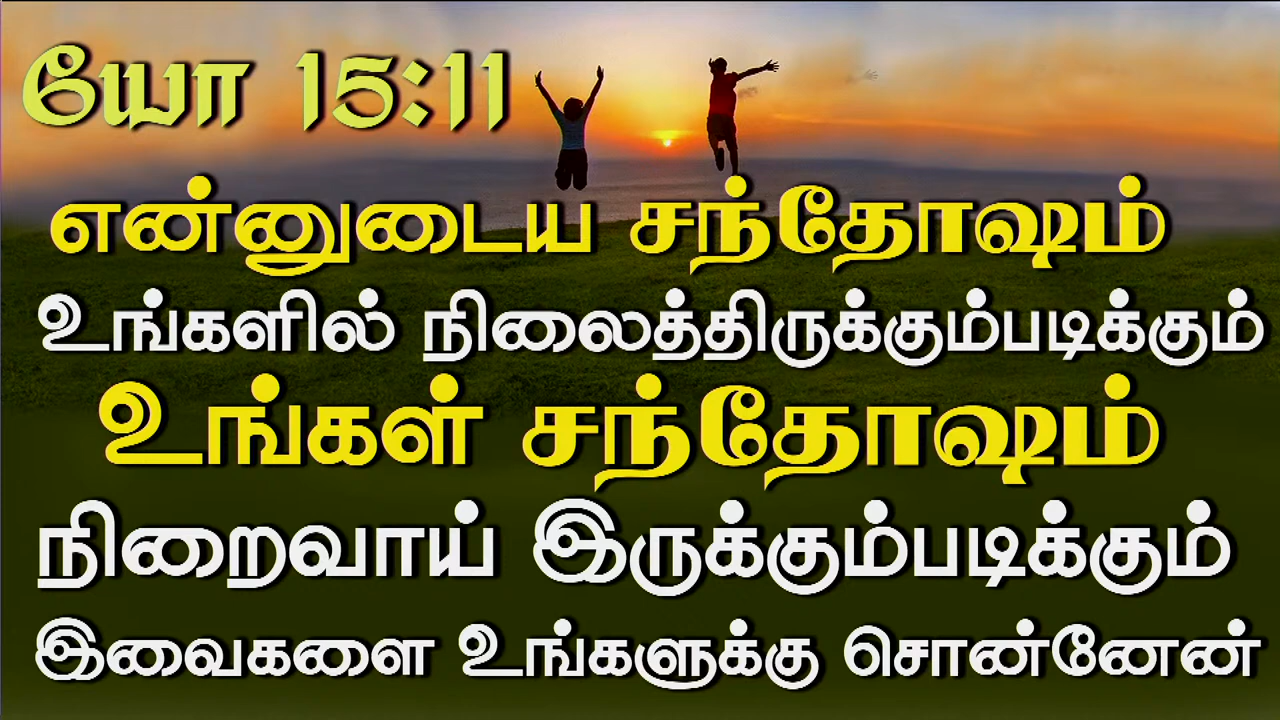 யோ 15:11
என்னுடைய சந்தோஷம்
உங்களில் நிலைத்திருக்கும்படிக்கும்
உங்கள் சந்தோஷம்
நிறைவாய் இருக்கும்படிக்கும்
இவைகளை உங்களுக்கு சொன்னேன்